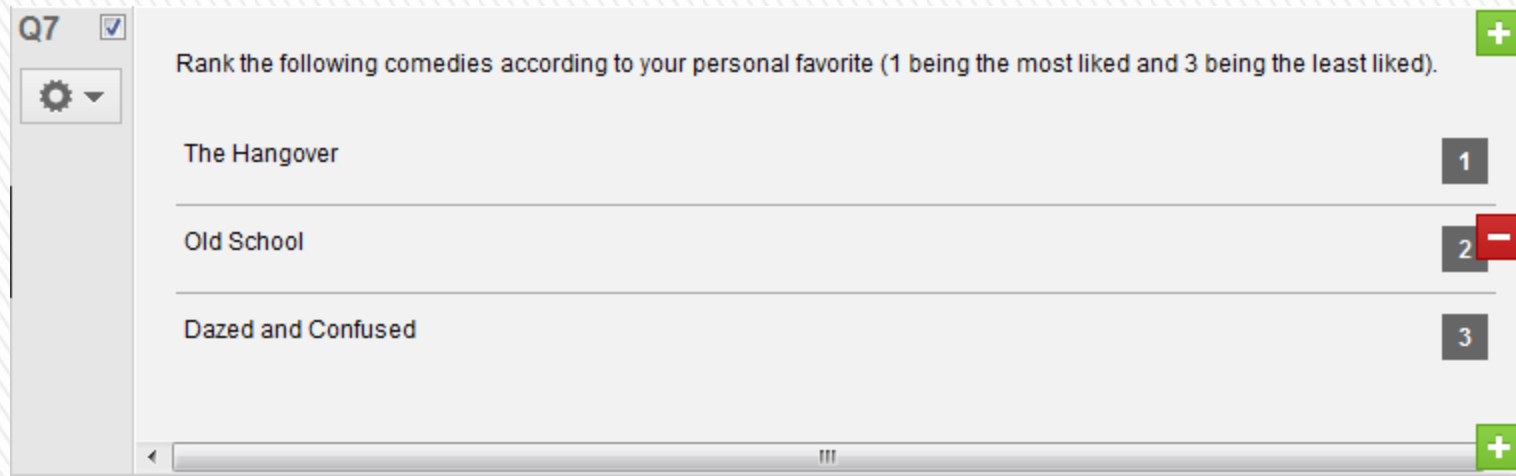 Q7
Rank the following comedies according to your personal favorite (1 being the most liked and 3 being the least liked).
The Hangover 1
Old School 2
Dazed and Confused 3